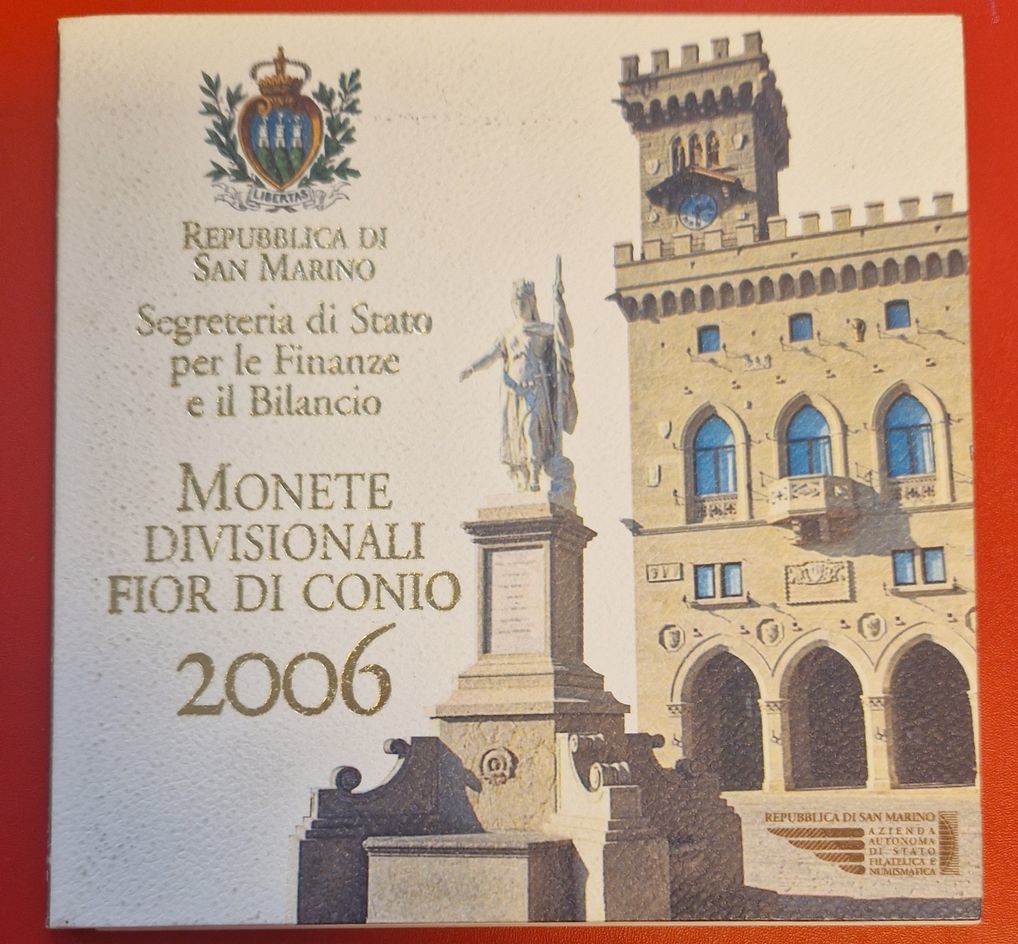 LIBERTAS
REPUBBLICA DI
SAN MARINO
Segreteria di Stato
per le Finanze
e il Bilancio
MONETE
DIVISIONALI
FIOR DI CONIO
2006
REPUBBLICA DI SAN MARINO
AZIENDA
AUTONOMA
DI STATO
FILATELICA E
NUMISMATICA